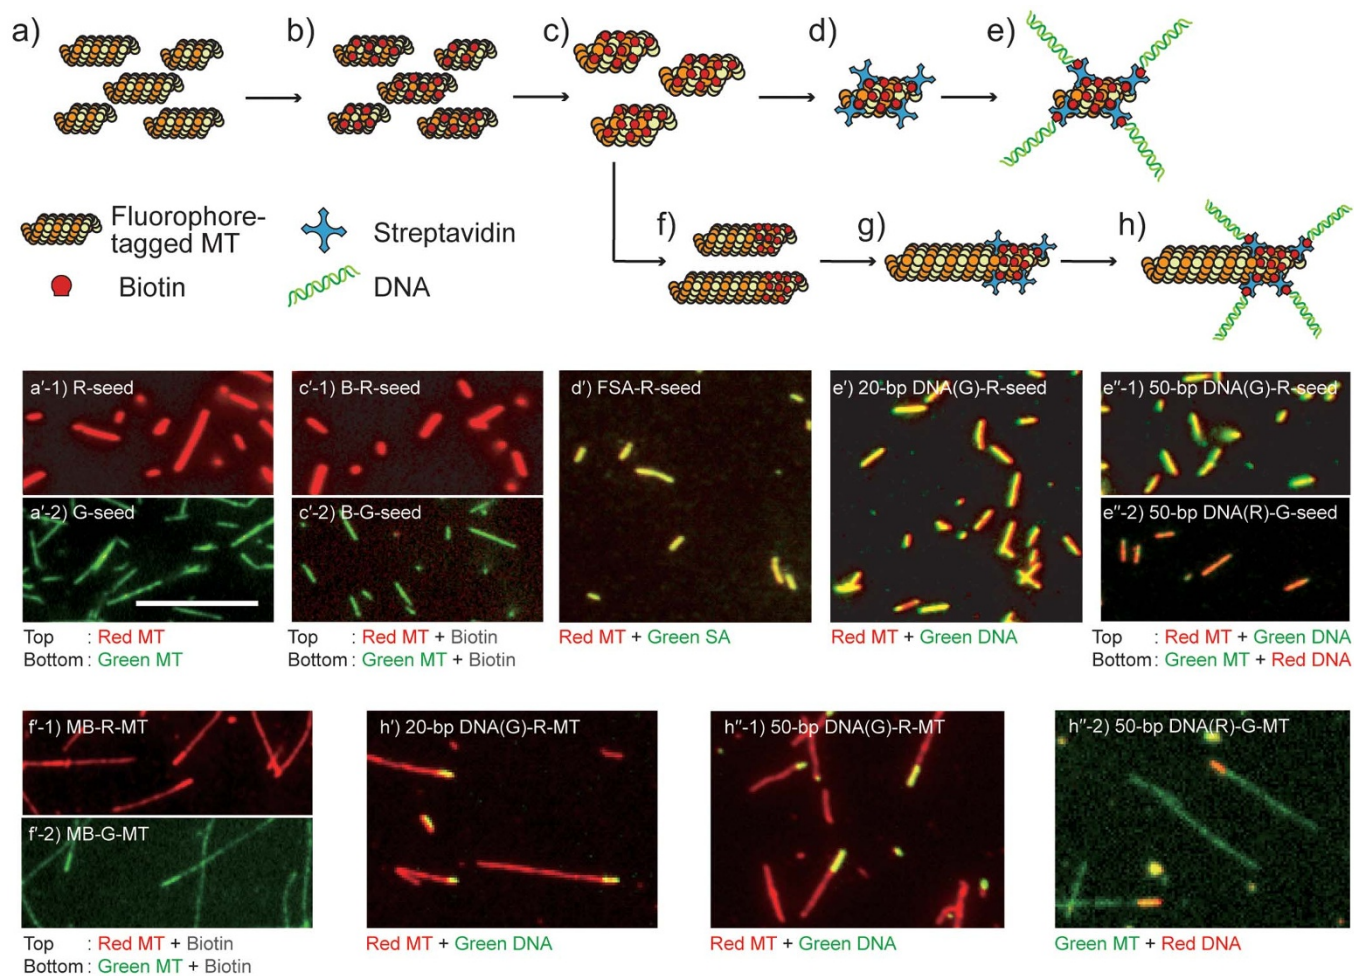 a)
b)
c)
d)
e)
Fluorophore-
tagged MT
Streptavidin
Biotin
DNA
f)
g)
h)
a′-1) R-seed
a′-2) G-seed
Top : Red MT
Bottom : Green MT
c′-1) B-R-seed
c′-2) B-G-seed
Top : Red MT + Biotin
Bottom : Green MT + Biotin
d′) FSA-R-seed
Red MT + Green SA
e′) 20-bp DNA(G)-R-seed
Red MT + Green DNA
e″-1) 50-bp DNA(G)-R-seed
e″-2) 50-bp DNA(R)-G-seed
Top : Red MT + Green DNA
Bottom : Green MT + Red DNA
f′-1) MB-R-MT
f′-2) MB-G-MT
Top : Red MT + Biotin
Bottom : Green MT + Biotin
h′) 20-bp DNA(G)-R-MT
Red MT + Green DNA
h″-1) 50-bp DNA(G)-R-MT
Red MT + Green DNA
h″-2) 50-bp DNA(R)-G-MT
Green MT + Red DNA